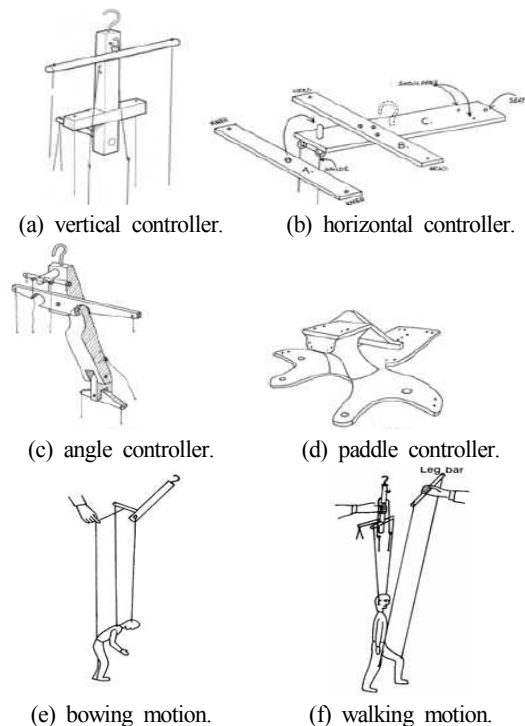 SHOULDERS
SEAT
HEAD
C
KNEE
B
A
HEAD
KNEE
(a) vertical controller.
(b) horizontal controller.
(c) angle controller.
(d) paddle controller.
Leg bar
(e) bowing motion.
(f) walking motion.